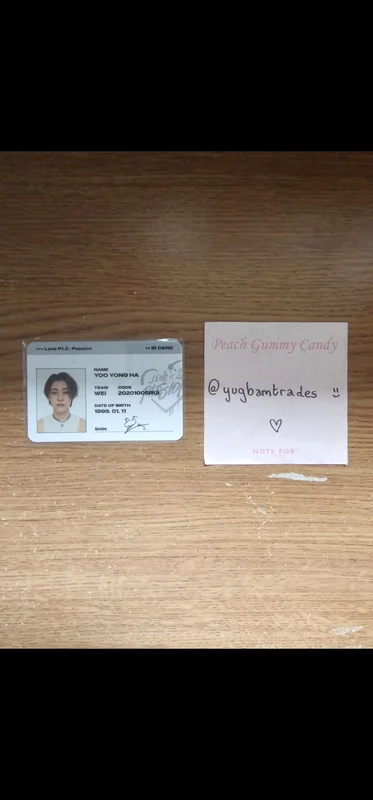 Love Pt.2 : Passion
ID CARD
NAME
YOO YONG HA
TEAM CODE
WEI 20201005RUI
DATE OF BIRTH
1999. 01. 11
SIGN.
Peach Gummy Candy
@yugbamtrades :)
NOTE FOR*